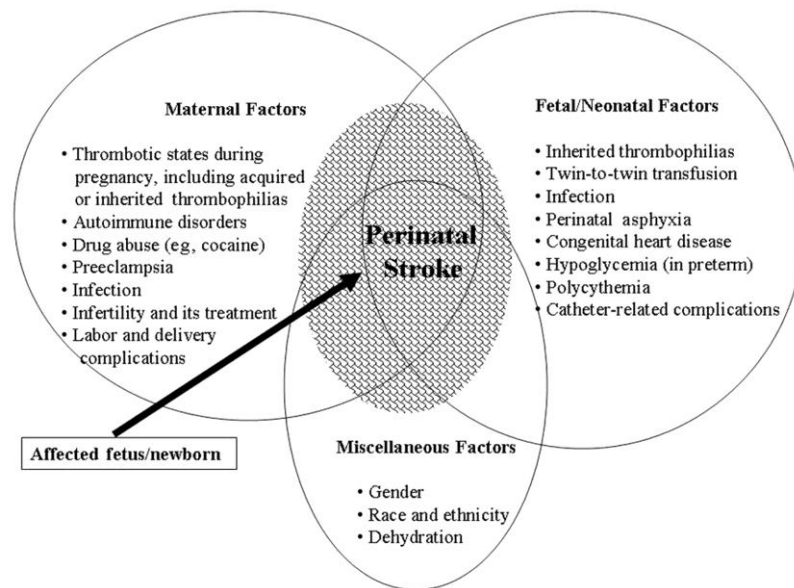 Maternal Factors
• Thrombotic states during
pregnancy, including acquired
or inherited thrombophilias
• Autoimmune disorders
• Drug abuse (eg, cocaine)
• Preeclampsia
• Infection
• Infertility and its treatment
• Labor and delivery
complications
Fetal/Neonatal Factors
• Inherited thrombophilias
• Twin-to-twin transfusion
• Infection
• Perinatal asphyxia
• Congenital heart disease
• Hypoglycemia (in preterm)
• Polycythemia
• Catheter-related complications
Perinatal
Stroke
Affected fetus/newborn
Miscellaneous Factors
• Gender
• Race and ethnicity
• Dehydration